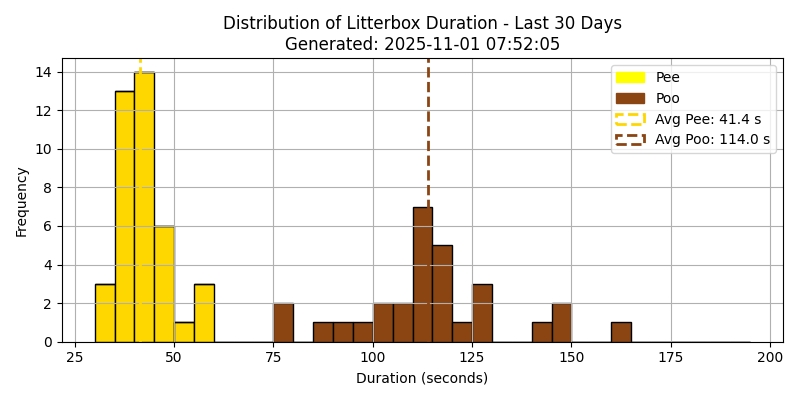 Distribution of Litterbox Duration - Last 30 Days
Generated: 2025-11-01 07:52:05
Pee
Poo
Avg Pee: 41.4 s
Avg Poo: 114.0 s
Frequency
14
12
10
8
6
4
2
0
25 50 75 100 125 150 175 200
Duration (seconds)